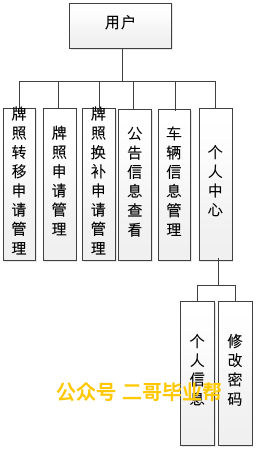 用户
牌照转移申请管理
牌照申请管理
牌照换补申请管理
公告信息查看
车辆信息管理
个人中心
个人信息
修改密码
公众号 二哥毕业帮